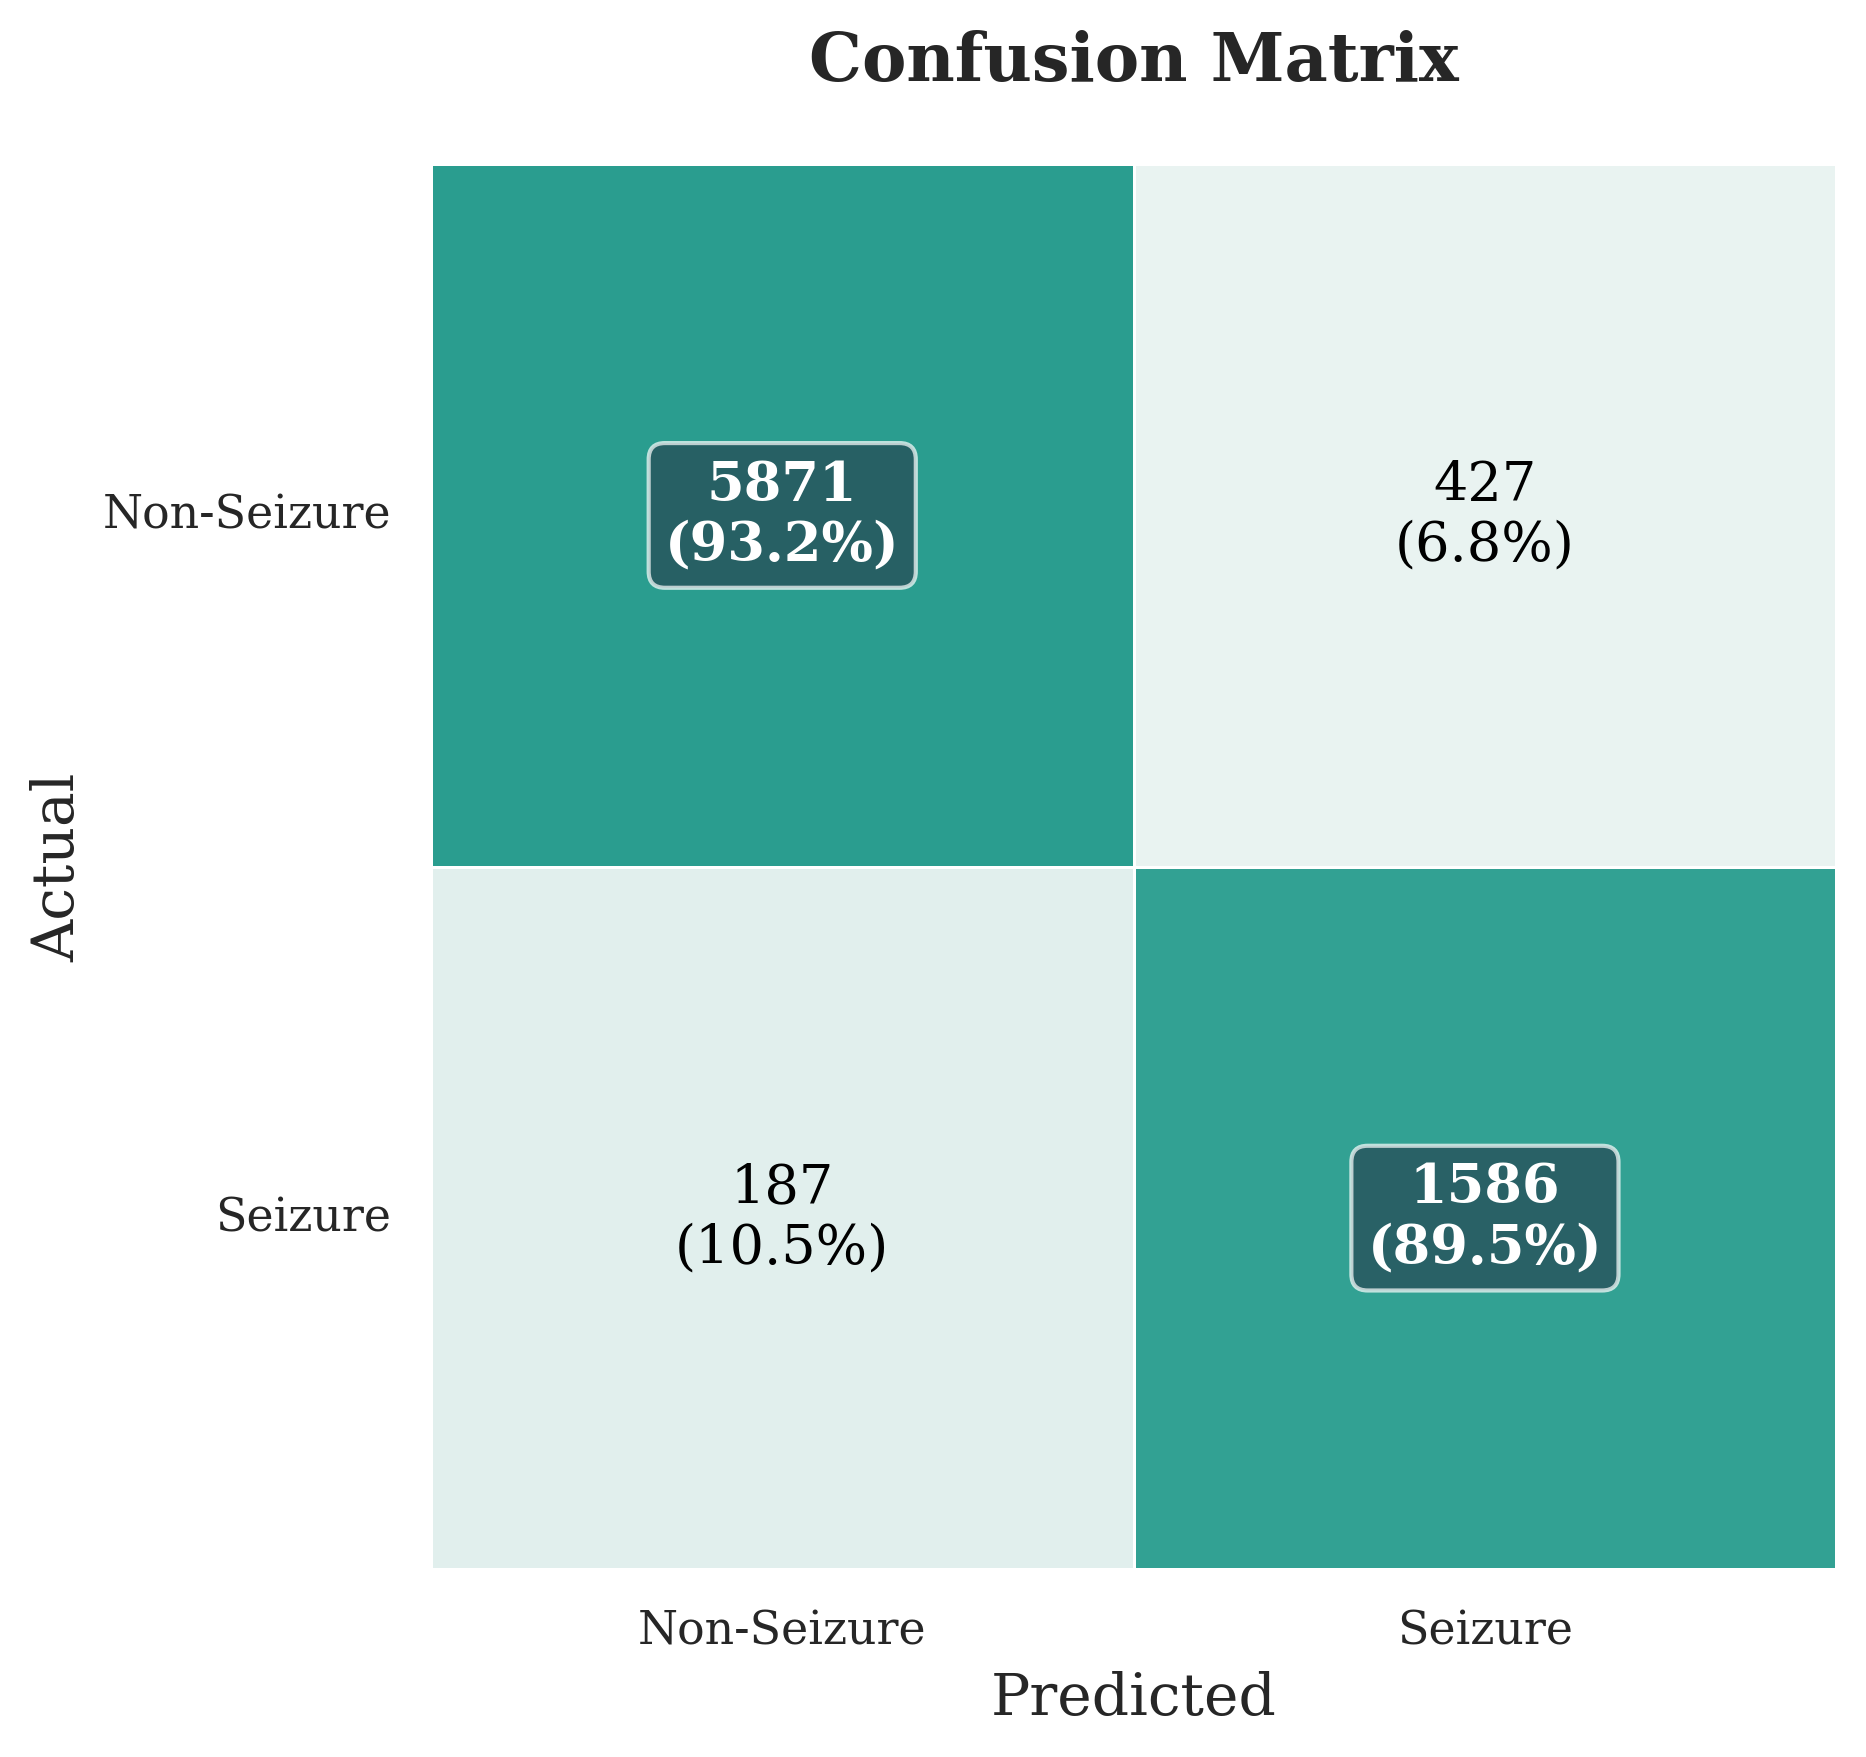 Confusion Matrix
Non-Seizure
5871
(93.2%)
427
(6.8%)
Actual
Seizure
187
(10.5%)
1586
(89.5%)
Non-Seizure
Seizure
Predicted